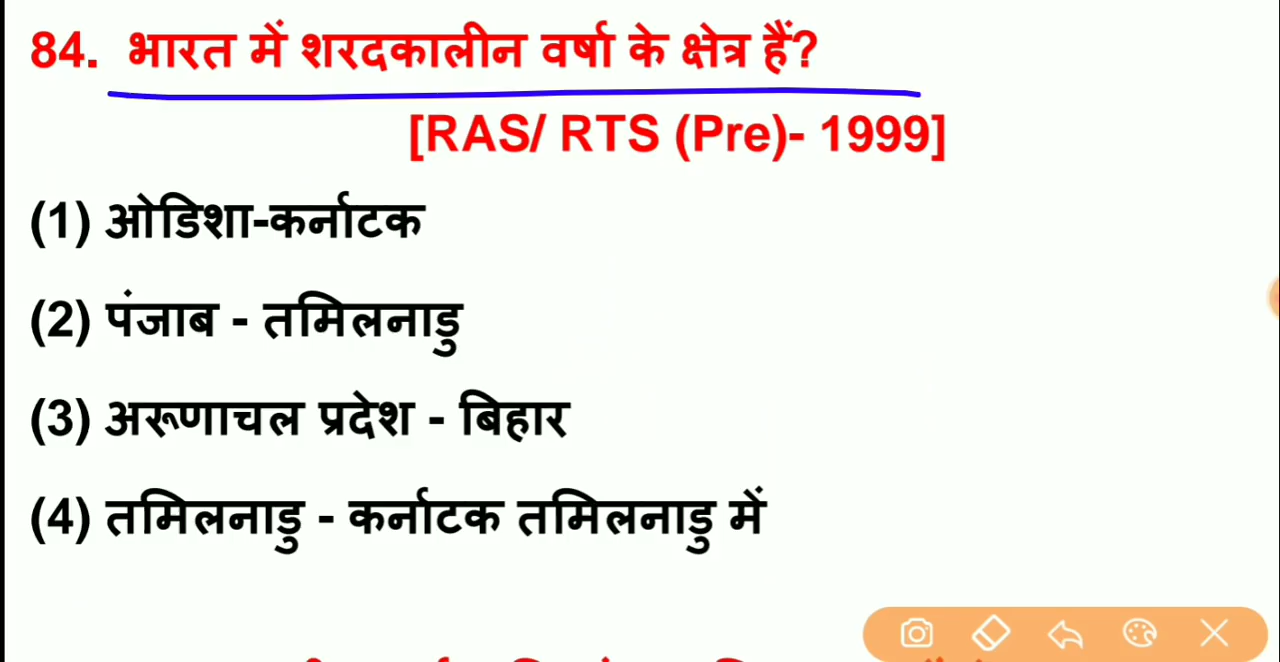 84. भारत में शरदकालीन वर्षा के क्षेत्र हैं?
[RAS/ RTS (Pre)- 1999]
(1) ओडिशा-कर्नाटक
(2) पंजाब - तमिलनाडु
(3) अरूणाचल प्रदेश - बिहार
(4) तमिलनाडु - कर्नाटक तमिलनाडु में